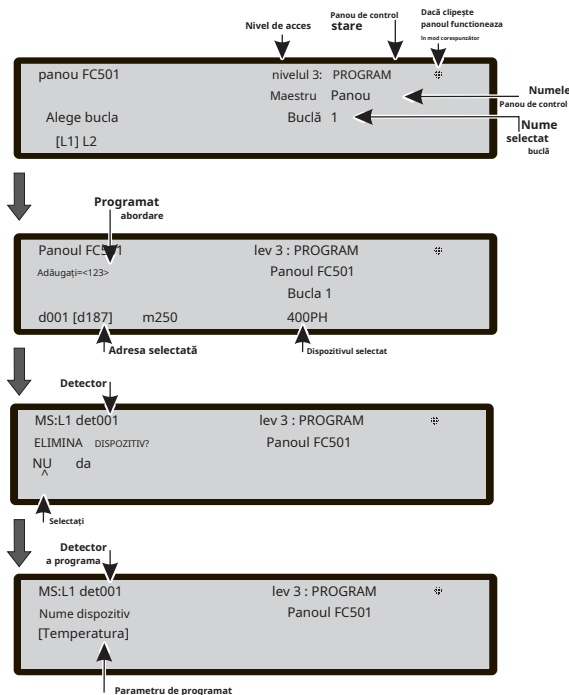 Nivel de acces
Panou de control
stare
Dacă clipește
panoul functioneaza
în mod corespunzător
panou FC501 nivelul 3: PROGRAM
Maestru Panou
Alege bucla Buclă 1
[L1] L2
Numele
Panou de control
Nume
selectat
buclă
Programat
abordare
Panoul FC501 lev 3 : PROGRAM
Adăugați=<123> Panoul FC501
Bucla 1
d001 [d187] m250 400PH
Adresa selectată
Dispozitivul selectat
Detector
MS:L1 det001 lev 3 : PROGRAM
ELIMINA DISPOZITIV? Panoul FC501
NU da
^
Selectați
Detector
a programa
MS:L1 det001 lev 3 : PROGRAM
Nume dispozitiv Panoul FC501
[Temperatura]
Parametru de programat